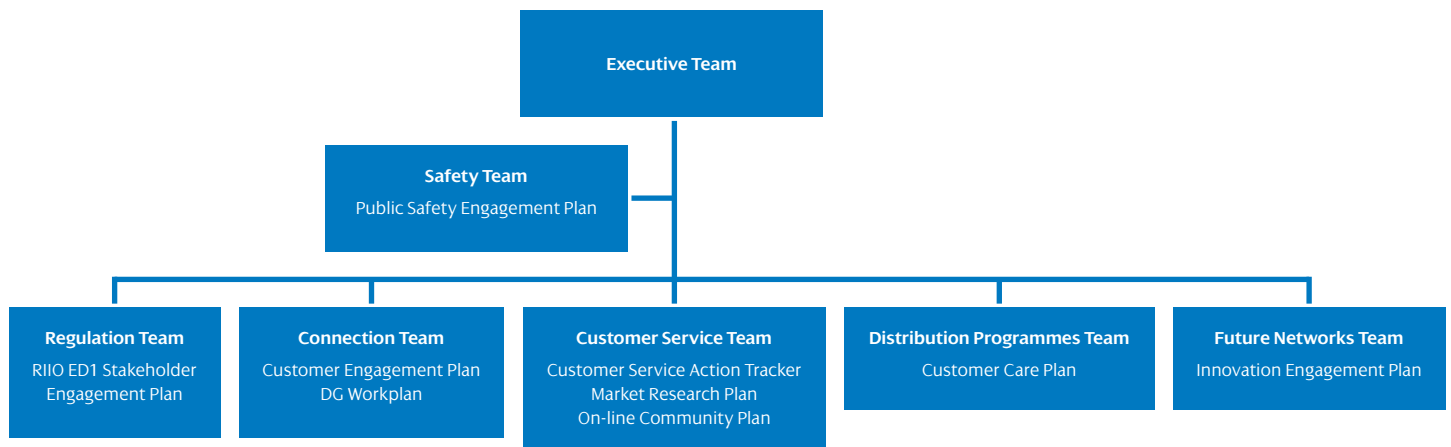 Executive Team
Safety Team
Public Safety Engagement Plan
Regulation Team
RIIO ED1 Stakeholder
Engagement Plan
Connection Team
Customer Engagement Plan
DG Workplan
Customer Service Team
Customer Service Action Tracker
Market Research Plan
On-line Community Plan
Distribution Programmes Team
Customer Care Plan
Future Networks Team
Innovation Engagement Plan